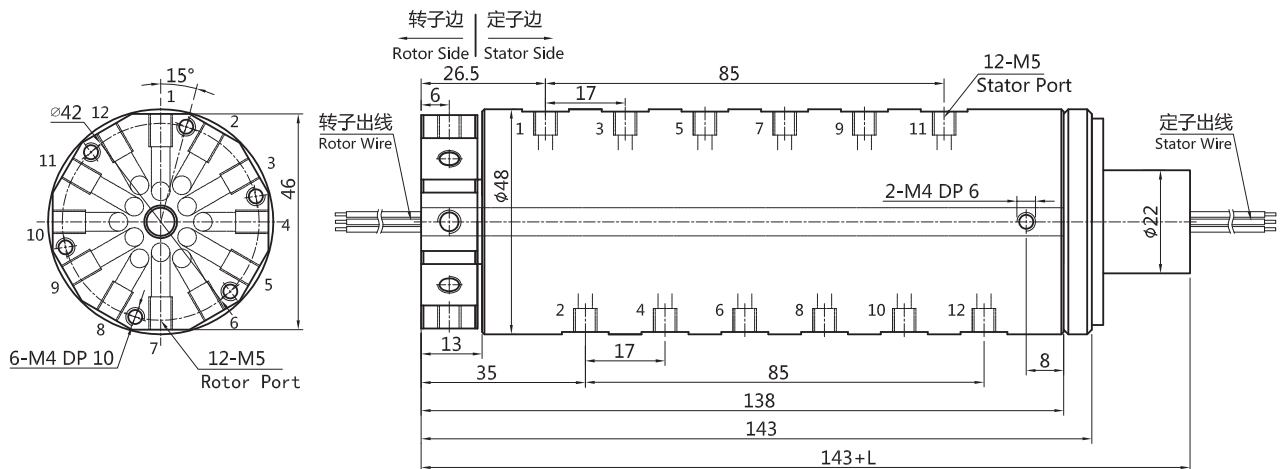 转子边 定子边
Rotor Side Stator Side
15°
1
2
3
4
5
6
7
8
9
10
11
12
⌀42
46
6-M4 DP 10
12-M5
Rotor Port
转子出线
Rotor Wire
26.5
85
6
17
12-M5
Stator Port
定子出线
Stator Wire
1 3 5 7 9 11
ϕ48
2-M4 DP 6
ϕ22
2 4 6 8 10 12
13
17
8
35
85
138
143
143+L